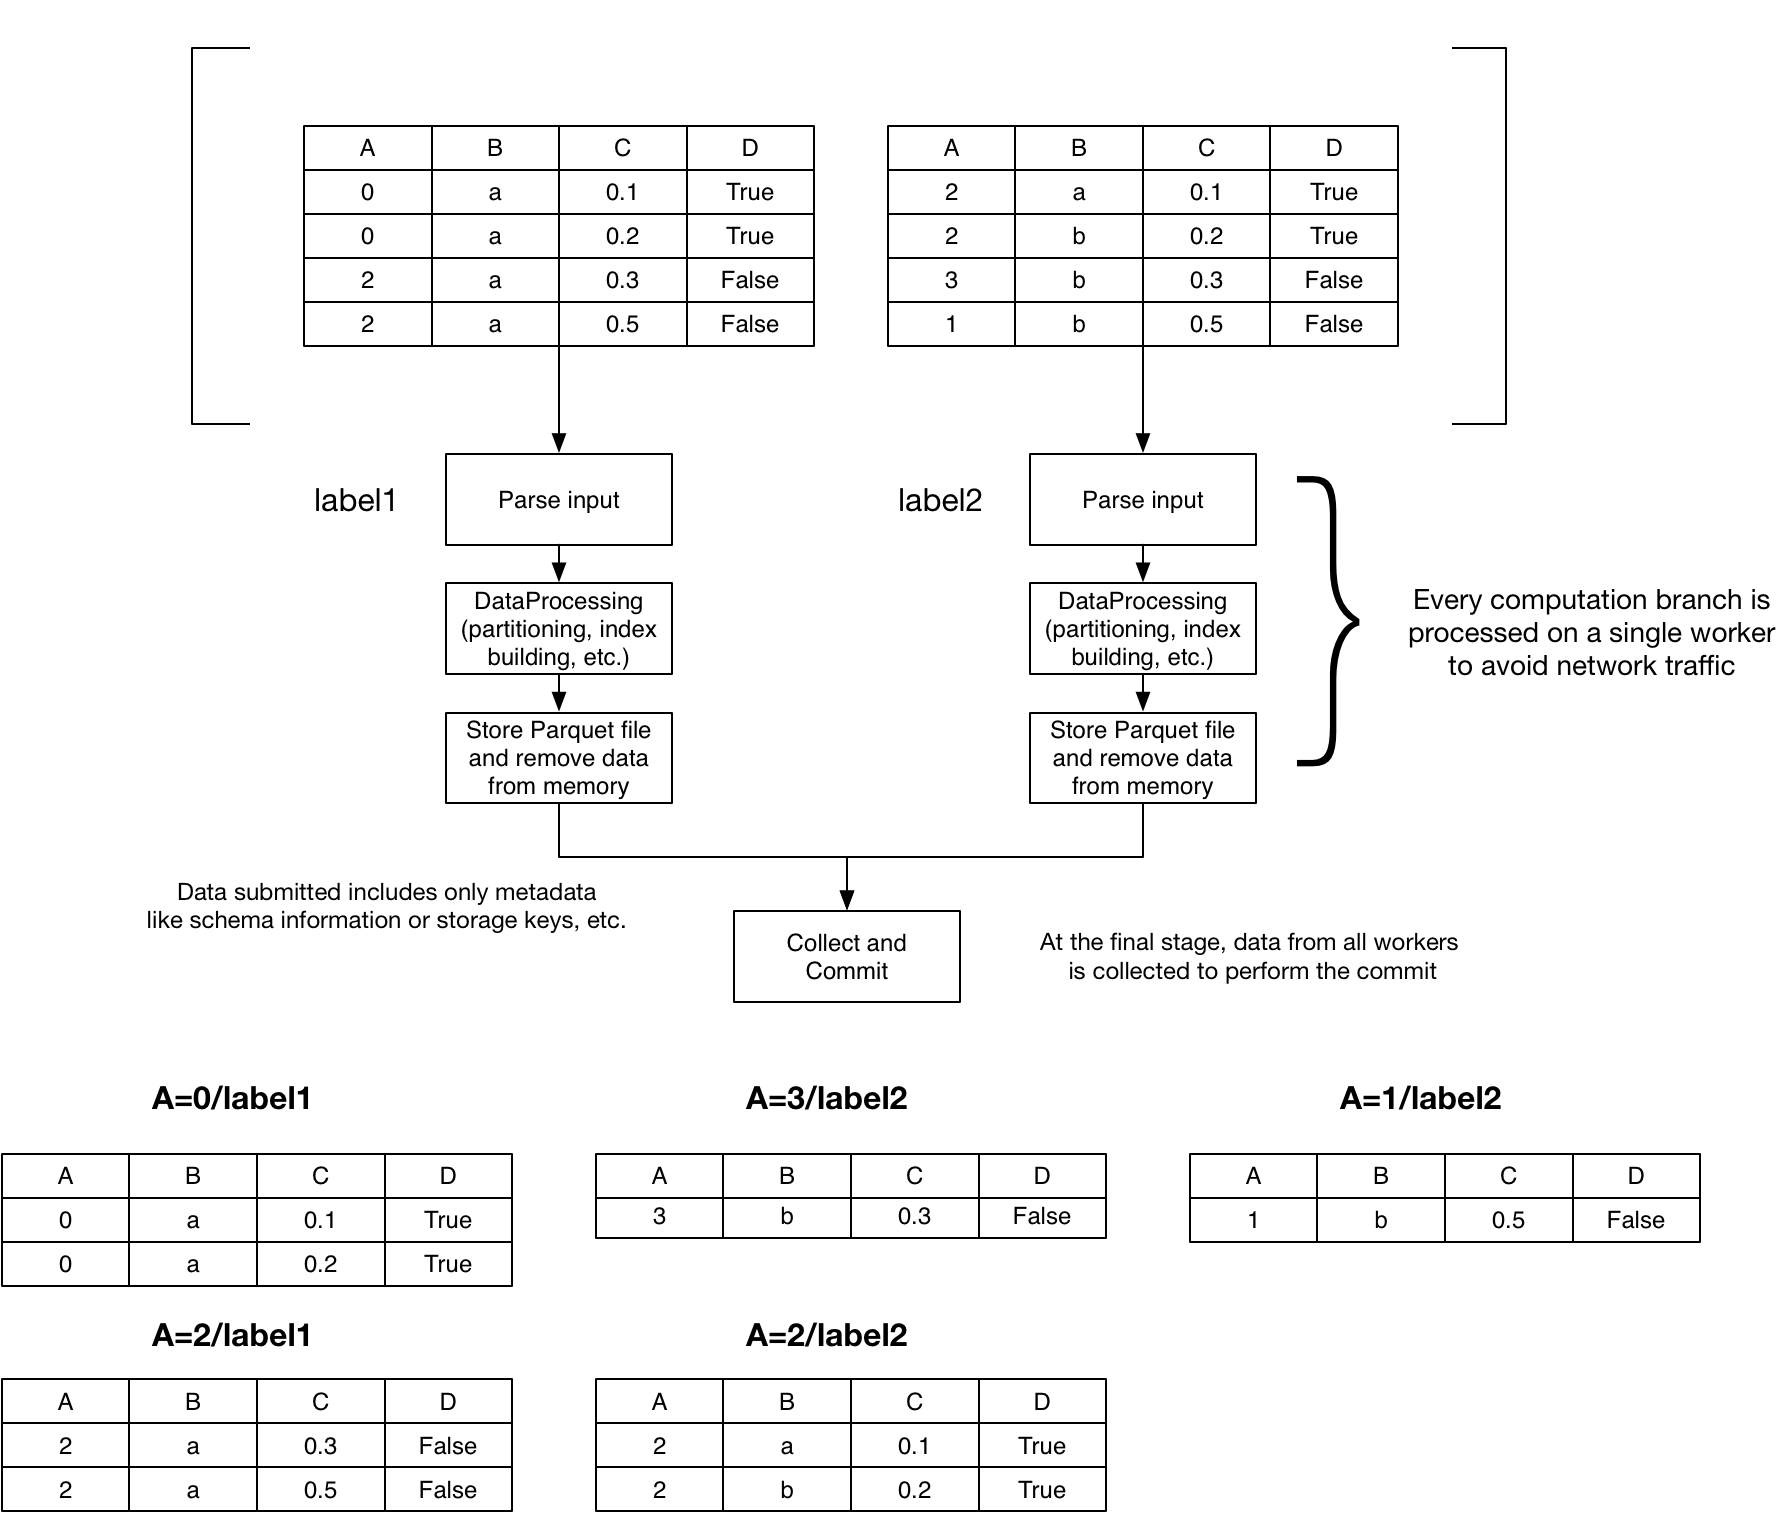 A B C D
0 a 0.1 True
0 a 0.2 True
2 a 0.3 False
2 a 0.5 False
A B C D
2 a 0.1 True
2 b 0.2 True
3 b 0.3 False
1 b 0.5 False
label1
Parse input
DataProcessing
(partitioning, index
building, etc.)
Store Parquet file
and remove data
from memory
label2
Parse input
DataProcessing
(partitioning, index
building, etc.)
Store Parquet file
and remove data
from memory
Every computation branch is
processed on a single worker
to avoid network traffic
Data submitted includes only metadata
like schema information or storage keys, etc.
Collect and
Commit
At the final stage, data from all workers
is collected to perform the commit
A=0/label1
A B C D
0 a 0.1 True
0 a 0.2 True
A=3/label2
A B C D
3 b 0.3 False
A=1/label2
A B C D
1 b 0.5 False
A=2/label1
A B C D
2 a 0.3 False
2 a 0.5 False
A=2/label2
A B C D
2 a 0.1 True
2 b 0.2 True